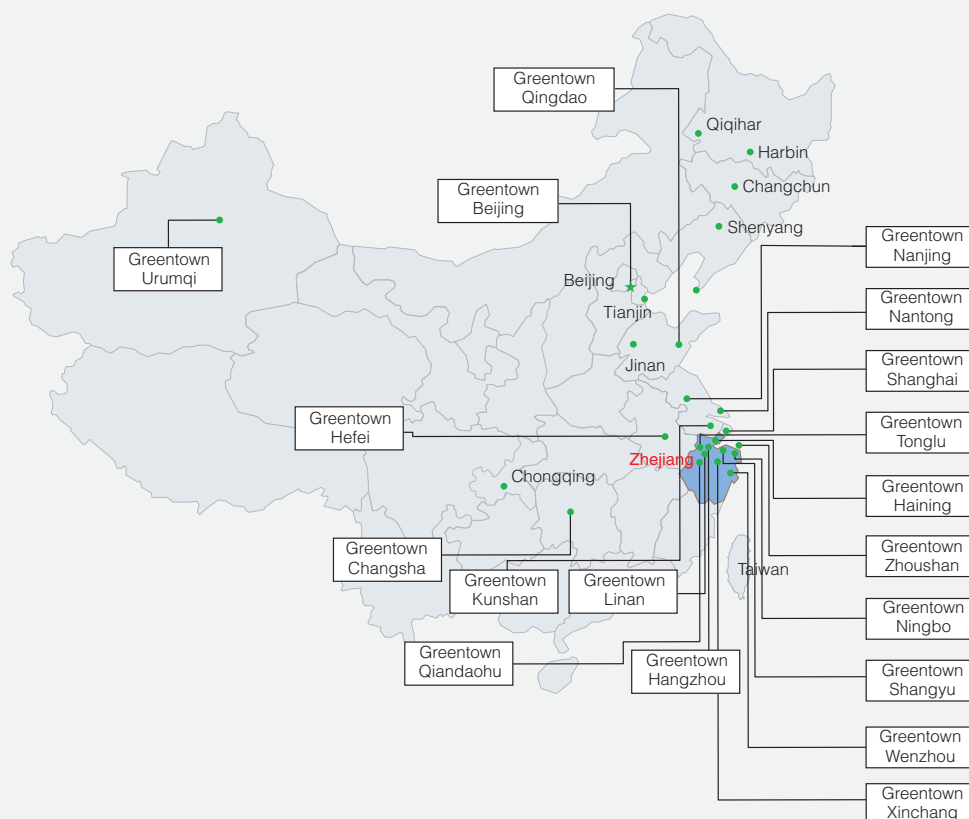 Greentown
Qingdao
Qiqihar
Harbin
Changchun
Greentown
Beijing
Shenyang
Greentown
Urumqi
Greentown
Nanjing
Beijing
Tianjin
Greentown
Nantong
Jinan
Greentown
Shanghai
Greentown
Hefei
Greentown
Tonglu
Zhejiang
Chongqing
Greentown
Haining
Greentown
Changsha
Greentown
Zhoushan
Taiwan
Greentown
Kunshan
Greentown
Linan
Greentown
Ningbo
Greentown
Qiandaohu
Greentown
Hangzhou
Greentown
Shangyu
Greentown
Wenzhou
Greentown
Xinchang